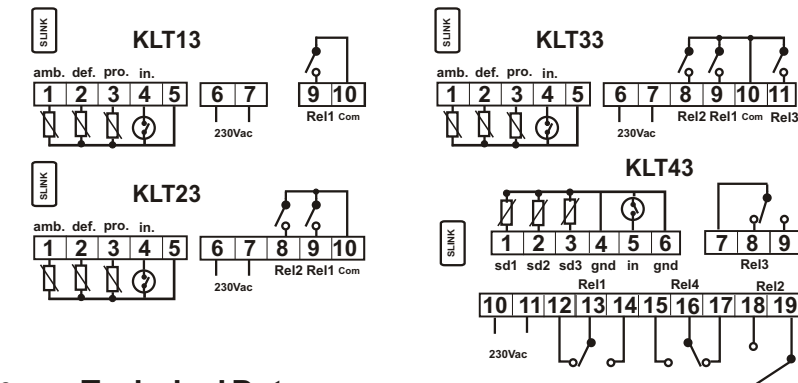 SLINK
KLT13
amb. def. pro. in.
1 2 3 4 5 6 7 9 10
230Vac
Rel1 Com
SLINK
KLT23
amb. def. pro. in.
1 2 3 4 5 6 7 8 9 10
230Vac
Rel2 Rel1 Com
SLINK
KLT33
amb. def. pro. in.
1 2 3 4 5 6 7 8 9 10 11
230Vac
Rel2 Rel1 Com Rel3
KLT43
SLINK
1 2 3 4 5 6 7 8 9
sd1 sd2 sd3 gnd in gnd
Rel3
Rel1 Rel4 Rel2
10 11 12 13 14 15 16 17 18 19
230Vac